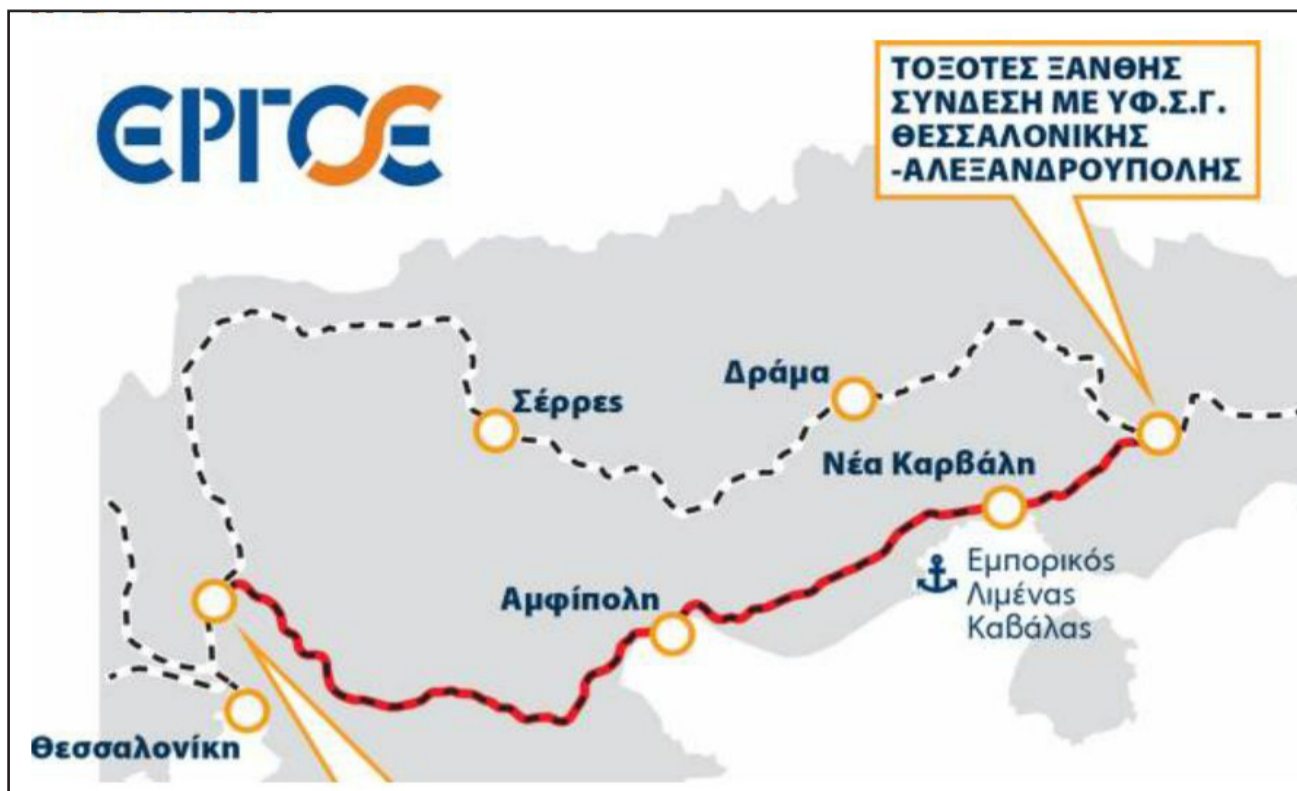 ΕΡΓΟΣΕ
ΤΟΞΟΤΕΣ ΞΑΝΘΗΣ
ΣΥΝΔΕΣΗ ΜΕ ΥΦ.Σ.Γ.
ΘΕΣΣΑΛΟΝΙΚΗΣ
-ΑΛΕΞΑΝΔΡΟΥΠΟΛΗΣ
Δράμα
Σέρρες
Νέα Καρβάλη
Εμπορικός
Λιμένας
Καβάλας
Αμφίπολη
Θεσσαλονίκη